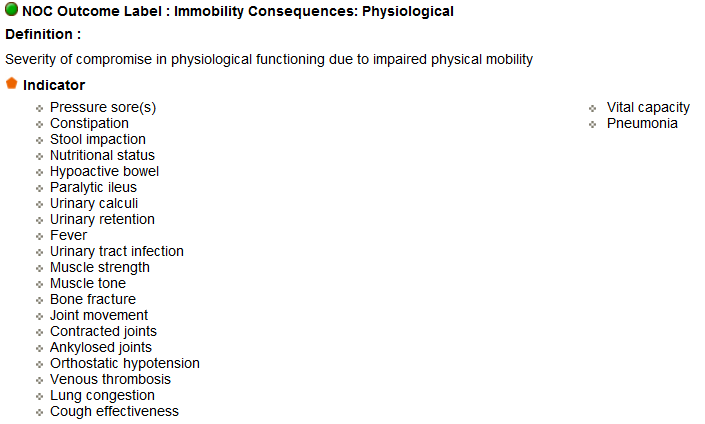 NOC Outcome Label : Immobility Consequences: Physiological
Definition :
Severity of compromise in physiological functioning due to impaired physical mobility
Indicator
Pressure sore(s)
Constipation
Stool impaction
Nutritional status
Hypoactive bowel
Paralytic ileus
Urinary calculi
Urinary retention
Fever
Urinary tract infection
Muscle strength
Muscle tone
Bone fracture
Joint movement
Contracted joints
Ankylosed joints
Orthostatic hypotension
Venous thrombosis
Lung congestion
Cough effectiveness
Vital capacity
Pneumonia